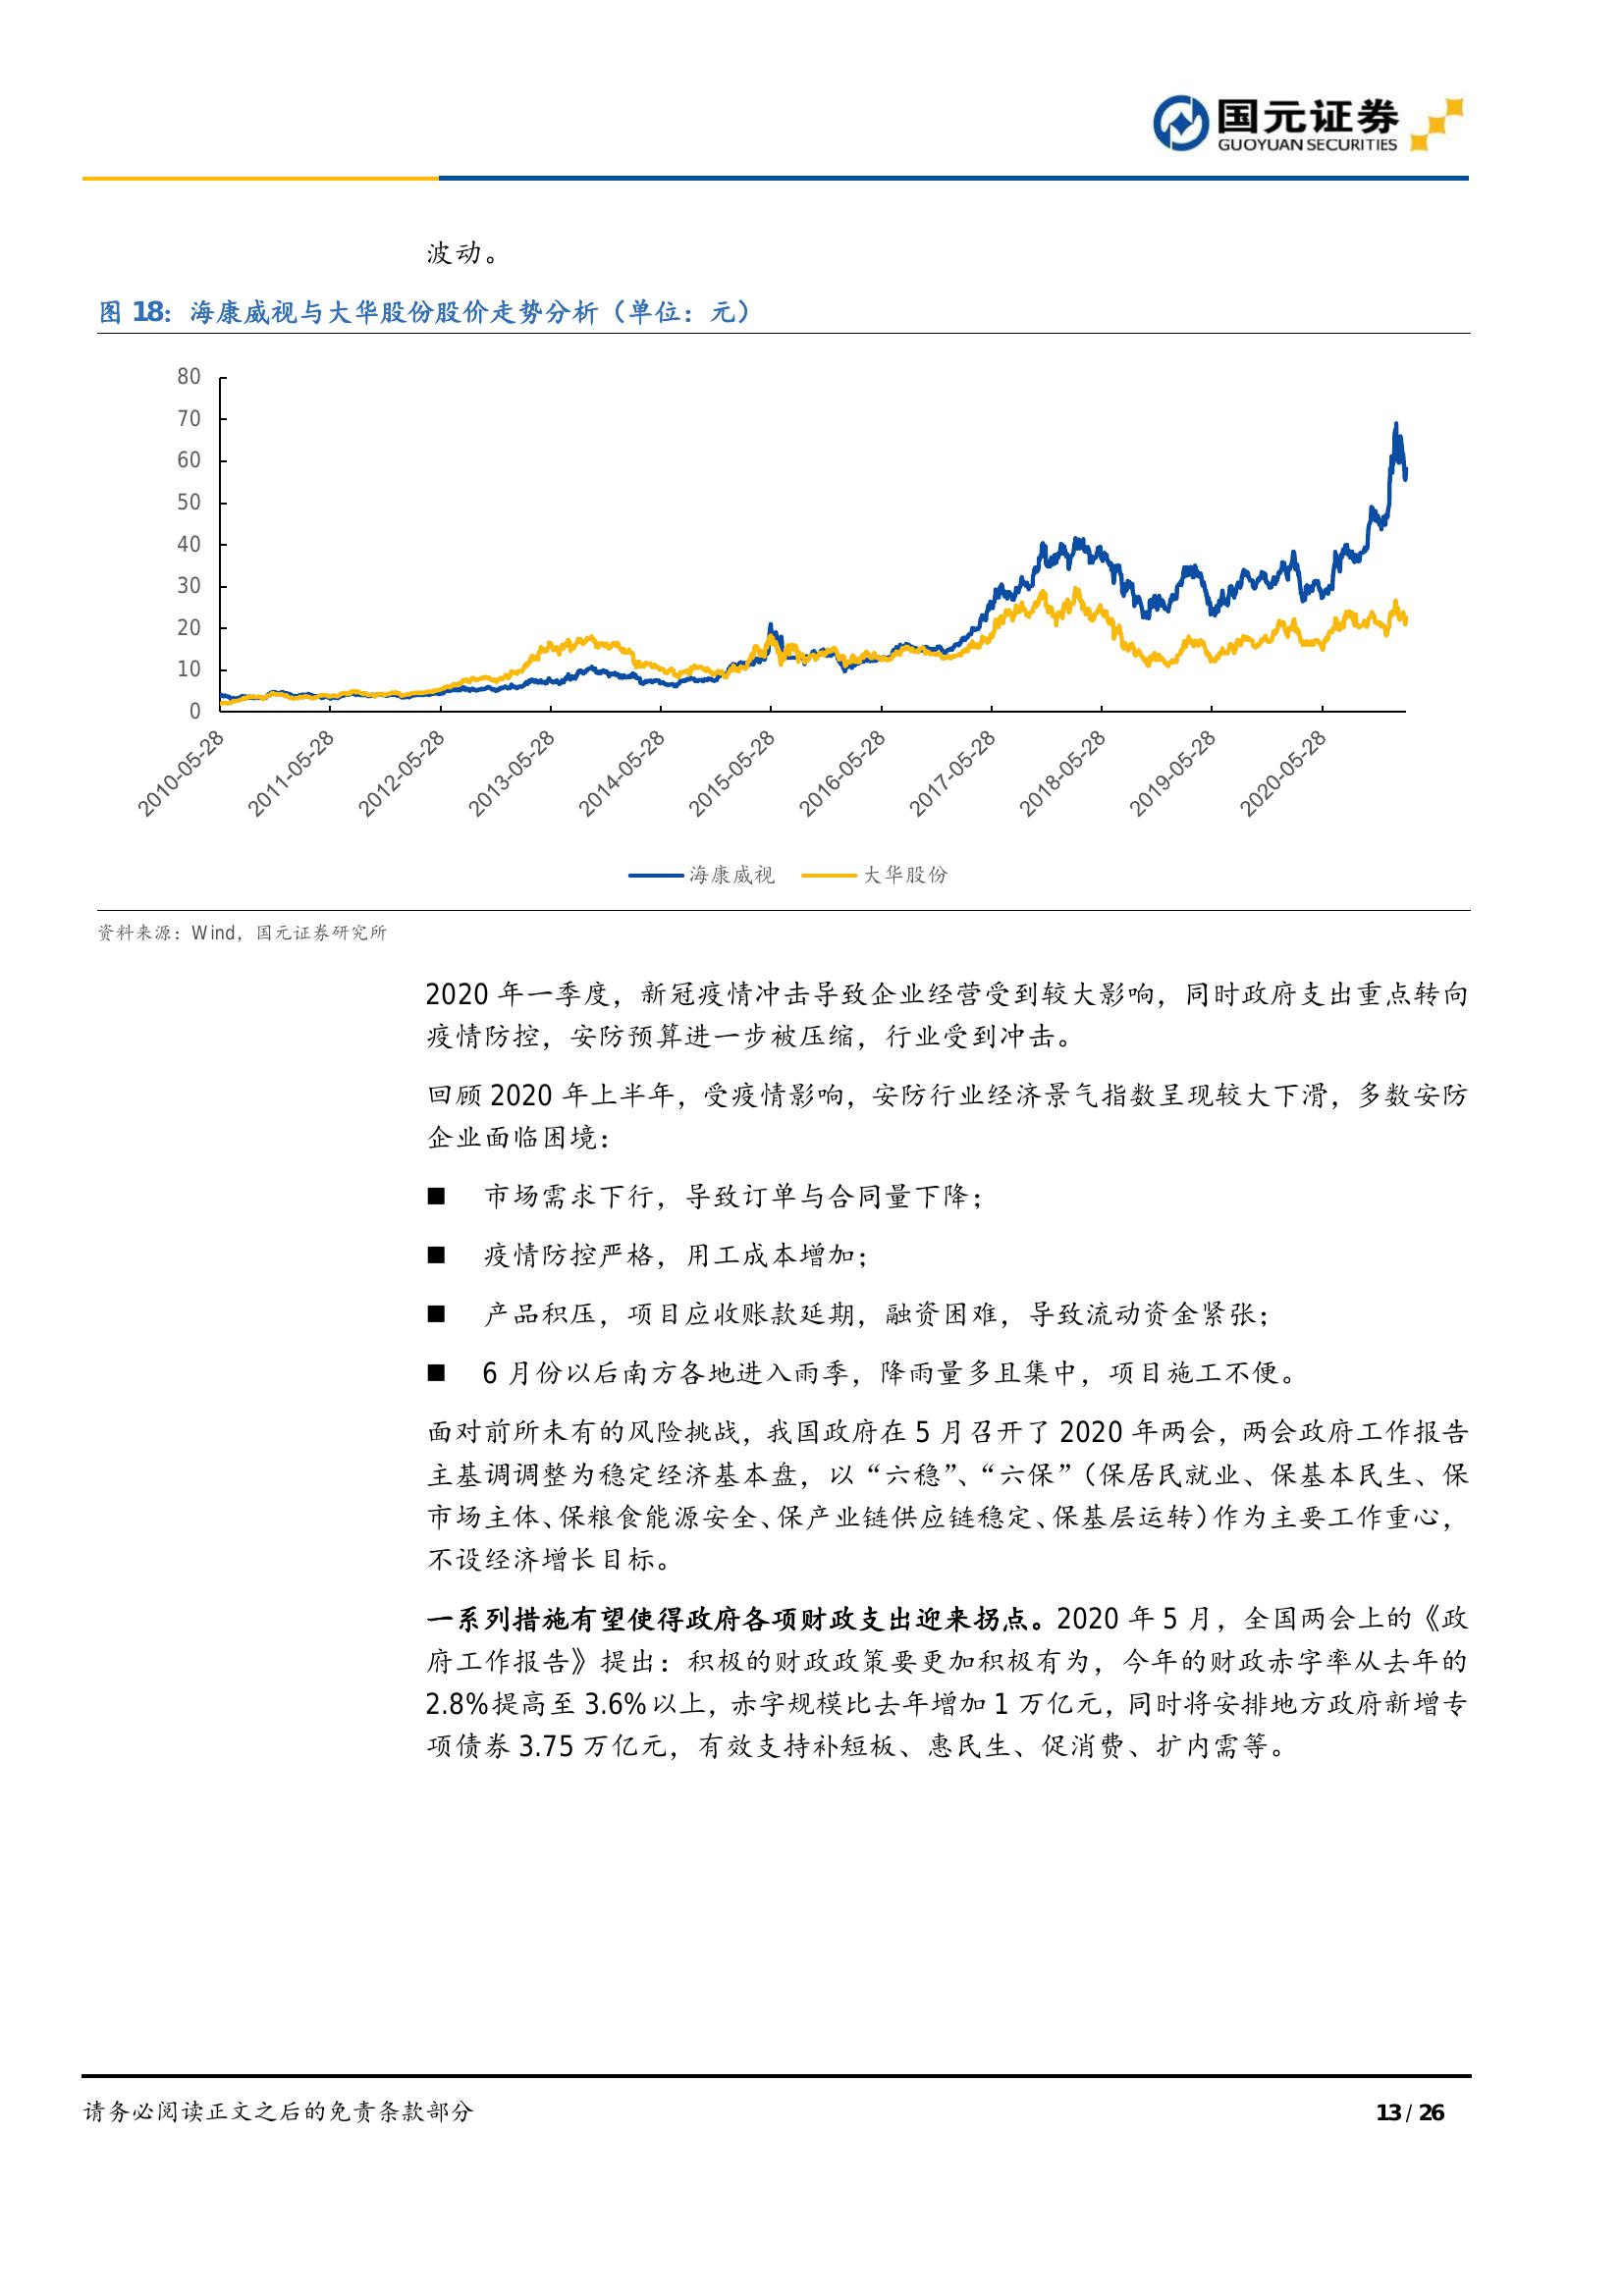 国元证券
GUOYUAN SECURITIES
波动。
图 18：海康威视与大华股份股价走势分析（单位：元）
80
70
60
50
40
30
20
10
0
2010-05-28
2011-05-28
2012-05-28
2013-05-28
2014-05-28
2015-05-28
2016-05-28
2017-05-28
2018-05-28
2019-05-28
2020-05-28
海康威视 大华股份
资料来源：Wind，国元证券研究所
2020 年一季度，新冠疫情冲击导致企业经营受到较大影响，同时政府支出重点转向
疫情防控，安防预算进一步被压缩，行业受到冲击。
回顾 2020 年上半年，受疫情影响，安防行业经济景气指数呈现较大下滑，多数安防
企业面临困境：
■ 市场需求下行，导致订单与合同量下降；
■ 疫情防控严格，用工成本增加；
■ 产品积压，项目应收账款延期，融资困难，导致流动资金紧张；
■ 6 月份以后南方各地进入雨季，降雨量多且集中，项目施工不便。
面对前所未有的风险挑战，我国政府在 5 月召开了 2020 年两会，两会政府工作报告
主基调调整为稳定经济基本盘，以“六稳”、“六保”（保居民就业、保基本民生、保
市场主体、保粮食能源安全、保产业链供应链稳定、保基层运转）作为主要工作重心，
不设经济增长目标。
一系列措施有望使得政府各项财政支出迎来拐点。2020 年 5 月，全国两会上的《政
府工作报告》提出：积极的财政政策要更加积极有为，今年的财政赤字率从去年的
2.8%提高至 3.6%以上，赤字规模比去年增加 1 万亿元，同时将安排地方政府新增专
项债券 3.75 万亿元，有效支持补短板、惠民生、促消费、扩内需等。
请务必阅读正文之后的免责条款部分
13 / 26